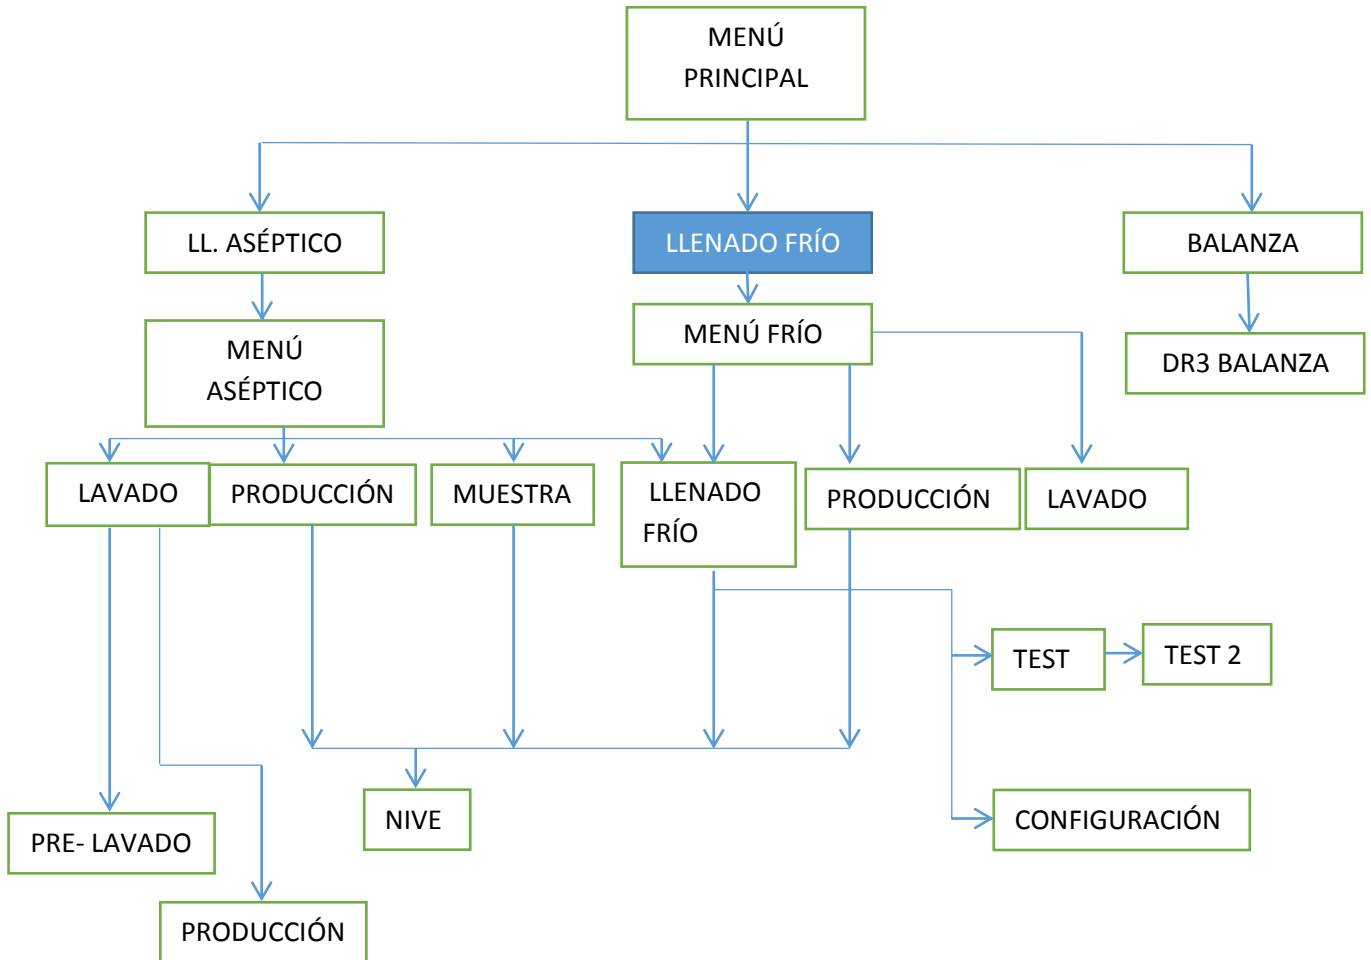 MENÚ
PRINCIPAL
LL. ASÉPTICO
LLENADO FRÍO
BALANZA
MENÚ
ASÉPTICO
MENÚ FRÍO
DR3 BALANZA
LAVADO
PRODUCCIÓN
MUESTRA
LLENADO
FRÍO
PRODUCCIÓN
LAVADO
TEST
TEST 2
NIVE
CONFIGURACIÓN
PRE- LAVADO
PRODUCCIÓN